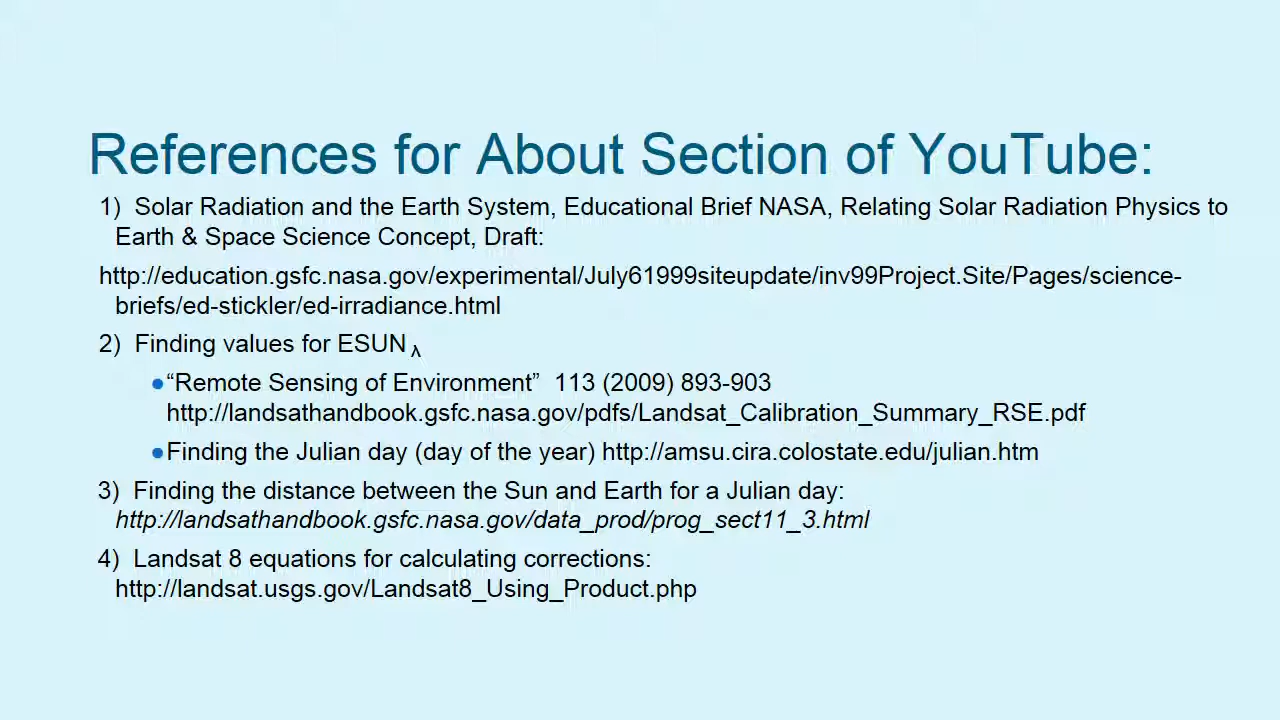 References for About Section of YouTube:
1) Solar Radiation and the Earth System, Educational Brief NASA, Relating Solar Radiation Physics to
Earth & Space Science Concept, Draft:
http://education.gsfc.nasa.gov/experimental/July61999siteupdate/inv99Project.Site/Pages/science-
briefs/ed-stickler/ed-irradiance.html
2) Finding values for ESUN λ
●“Remote Sensing of Environment” 113 (2009) 893-903
http://landsathandbook.gsfc.nasa.gov/pdfs/Landsat_Calibration_Summary_RSE.pdf
●Finding the Julian day (day of the year) http://amsu.cira.colostate.edu/julian.htm
3) Finding the distance between the Sun and Earth for a Julian day:
http://landsathandbook.gsfc.nasa.gov/data_prod/prog_sect11_3.html
4) Landsat 8 equations for calculating corrections:
http://landsat.usgs.gov/Landsat8_Using_Product.php